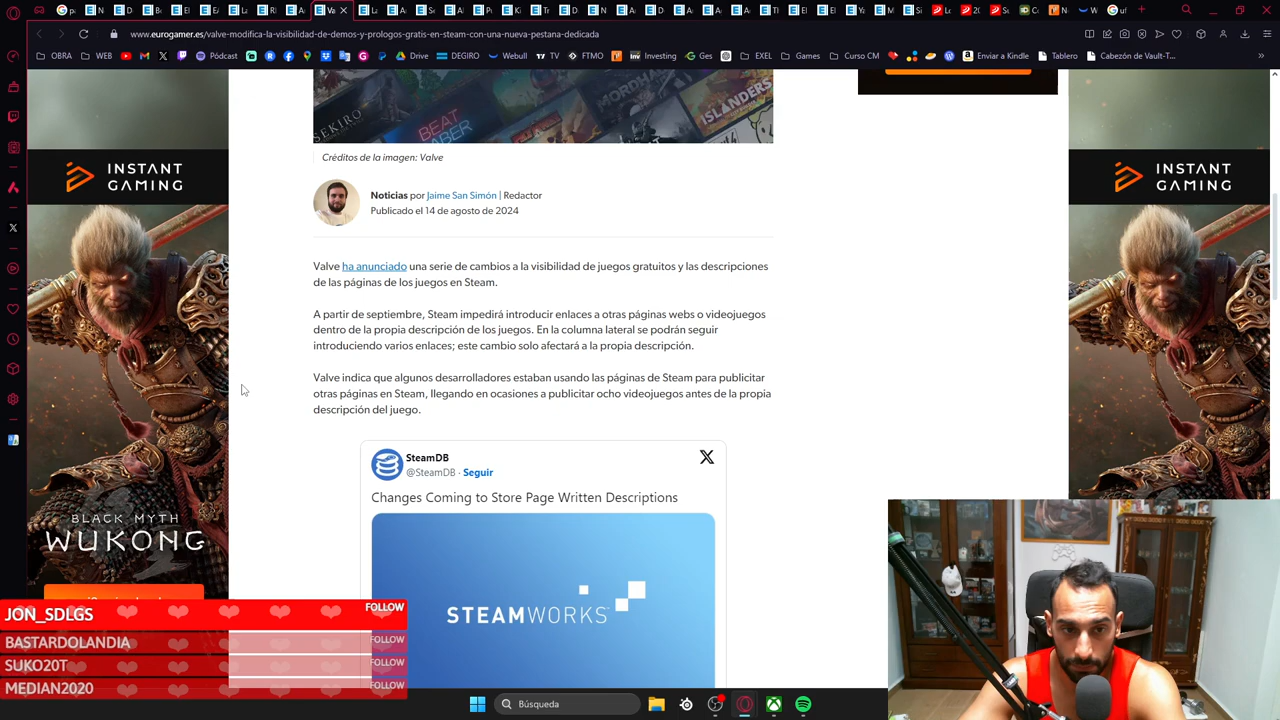 www.eurogamer.es/valve-modifica-la-visibilidad-de-demos-y-prologos-gratis-en-steam-con-una-nueva-pestana-dedicada
OBRA
WEB
Pódcast
Drive
DEGIRO
Webull
TV
FTMO
Investing
Ges
EXEL
Games
Curso CM
Enviar a Kindle
Tablero
Cabezón de Vault-T...
SEKIRO
BEAT
SABER
MORDHAU
ISLANDERS
Créditos de la imagen: Valve
INSTANT
GAMING
INSTANT
GAMING
Noticias por Jaime San Simón | Redactor
Publicado el 14 de agosto de 2024
Valve ha anunciado una serie de cambios a la visibilidad de juegos gratuitos y las descripciones
de las páginas de los juegos en Steam.
A partir de septiembre, Steam impedirá introducir enlaces a otras páginas webs o videojuegos
dentro de la propia descripción de los juegos. En la columna lateral se podrán seguir
introduciendo varios enlaces; este cambio solo afectará a la propia descripción.
Valve indica que algunos desarrolladores estaban usando las páginas de Steam para publicitar
otras páginas en Steam, llegando en ocasiones a publicitar ocho videojuegos antes de la propia
descripción del juego.
SteamDB
@SteamDB · Seguir
Changes Coming to Store Page Written Descriptions
STEAMWORKS
BLACK MYTH
WUKONG
JON_SDLGS FOLLOW
BASTARDOLANDIA FOLLOW
SUKO20T FOLLOW
MEDIAN2020 FOLLOW
Búsqueda